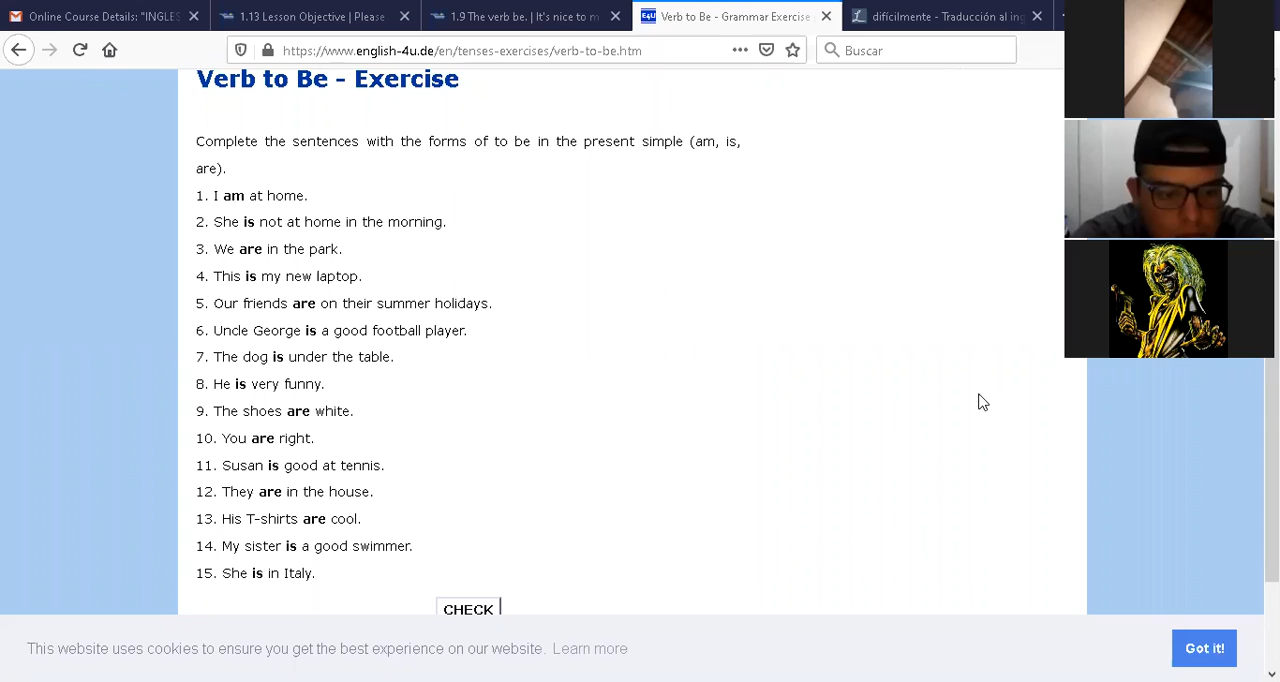 Online Course Details: "INGLES
1.13 Lesson Objective | Please
1.9 The verb be. | It's nice to m
E4U Verb to Be - Grammar Exercise
difícilmente - Traducción al ing
https://www.english-4u.de/en/tenses-exercises/verb-to-be.htm
Buscar
Verb to Be - Exercise
Complete the sentences with the forms of to be in the present simple (am, is,
are).
1. I am at home.
2. She is not at home in the morning.
3. We are in the park.
4. This is my new laptop.
5. Our friends are on their summer holidays.
6. Uncle George is a good football player.
7. The dog is under the table.
8. He is very funny.
9. The shoes are white.
10. You are right.
11. Susan is good at tennis.
12. They are in the house.
13. His T-shirts are cool.
14. My sister is a good swimmer.
15. She is in Italy.
CHECK
This website uses cookies to ensure you get the best experience on our website. Learn more
Got it!